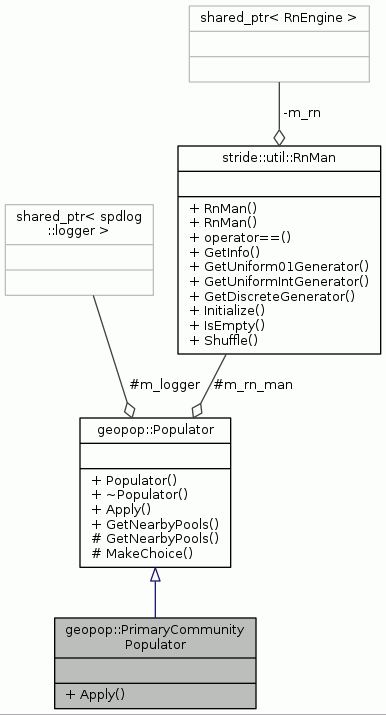 shared_ptr< RnEngine >
-m_rn
stride::util::RnMan
+ RnMan()
+ RnMan()
+ operator==()
+ GetInfo()
+ GetUniform01Generator()
+ GetUniformIntGenerator()
+ GetDiscreteGenerator()
+ Initialize()
+ IsEmpty()
+ Shuffle()
shared_ptr< spdlog
::logger >
#m_logger
#m_rn_man
geopop::Populator
+ Populator()
+ ~Populator()
+ Apply()
+ GetNearbyPools()
# GetNearbyPools()
# MakeChoice()
geopop::PrimaryCommunity
Populator
+ Apply()